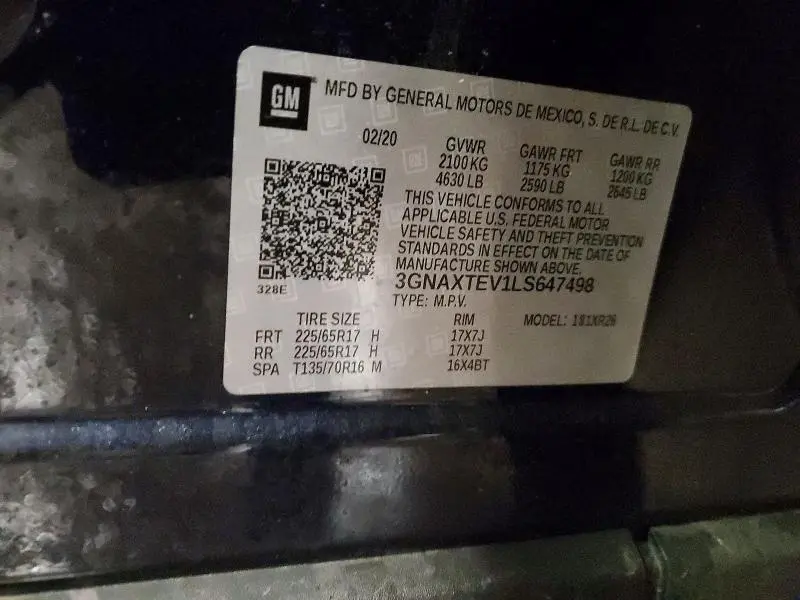 GM
MFD BY GENERAL MOTORS DE MEXICO, S. DE R.L. DE C.V.
02/20 GVWR GAWR FRT GAWR RR
2100 KG 1175 KG 1200 KG
4630 LB 2590 LB 2645 LB
THIS VEHICLE CONFORMS TO ALL
APPLICABLE U.S. FEDERAL MOTOR
VEHICLE SAFETY AND THEFT PREVENTION
STANDARDS IN EFFECT ON THE DATE OF
MANUFACTURE SHOWN ABOVE.
328E 3GNAXTEV1LS647498
TYPE: M.P.V.
TIRE SIZE RIM MODEL:
FRT 225/65R17 H 17X7J
RR 225/65R17 H 17X7J
SPA T135/70R16 M 16X4BT